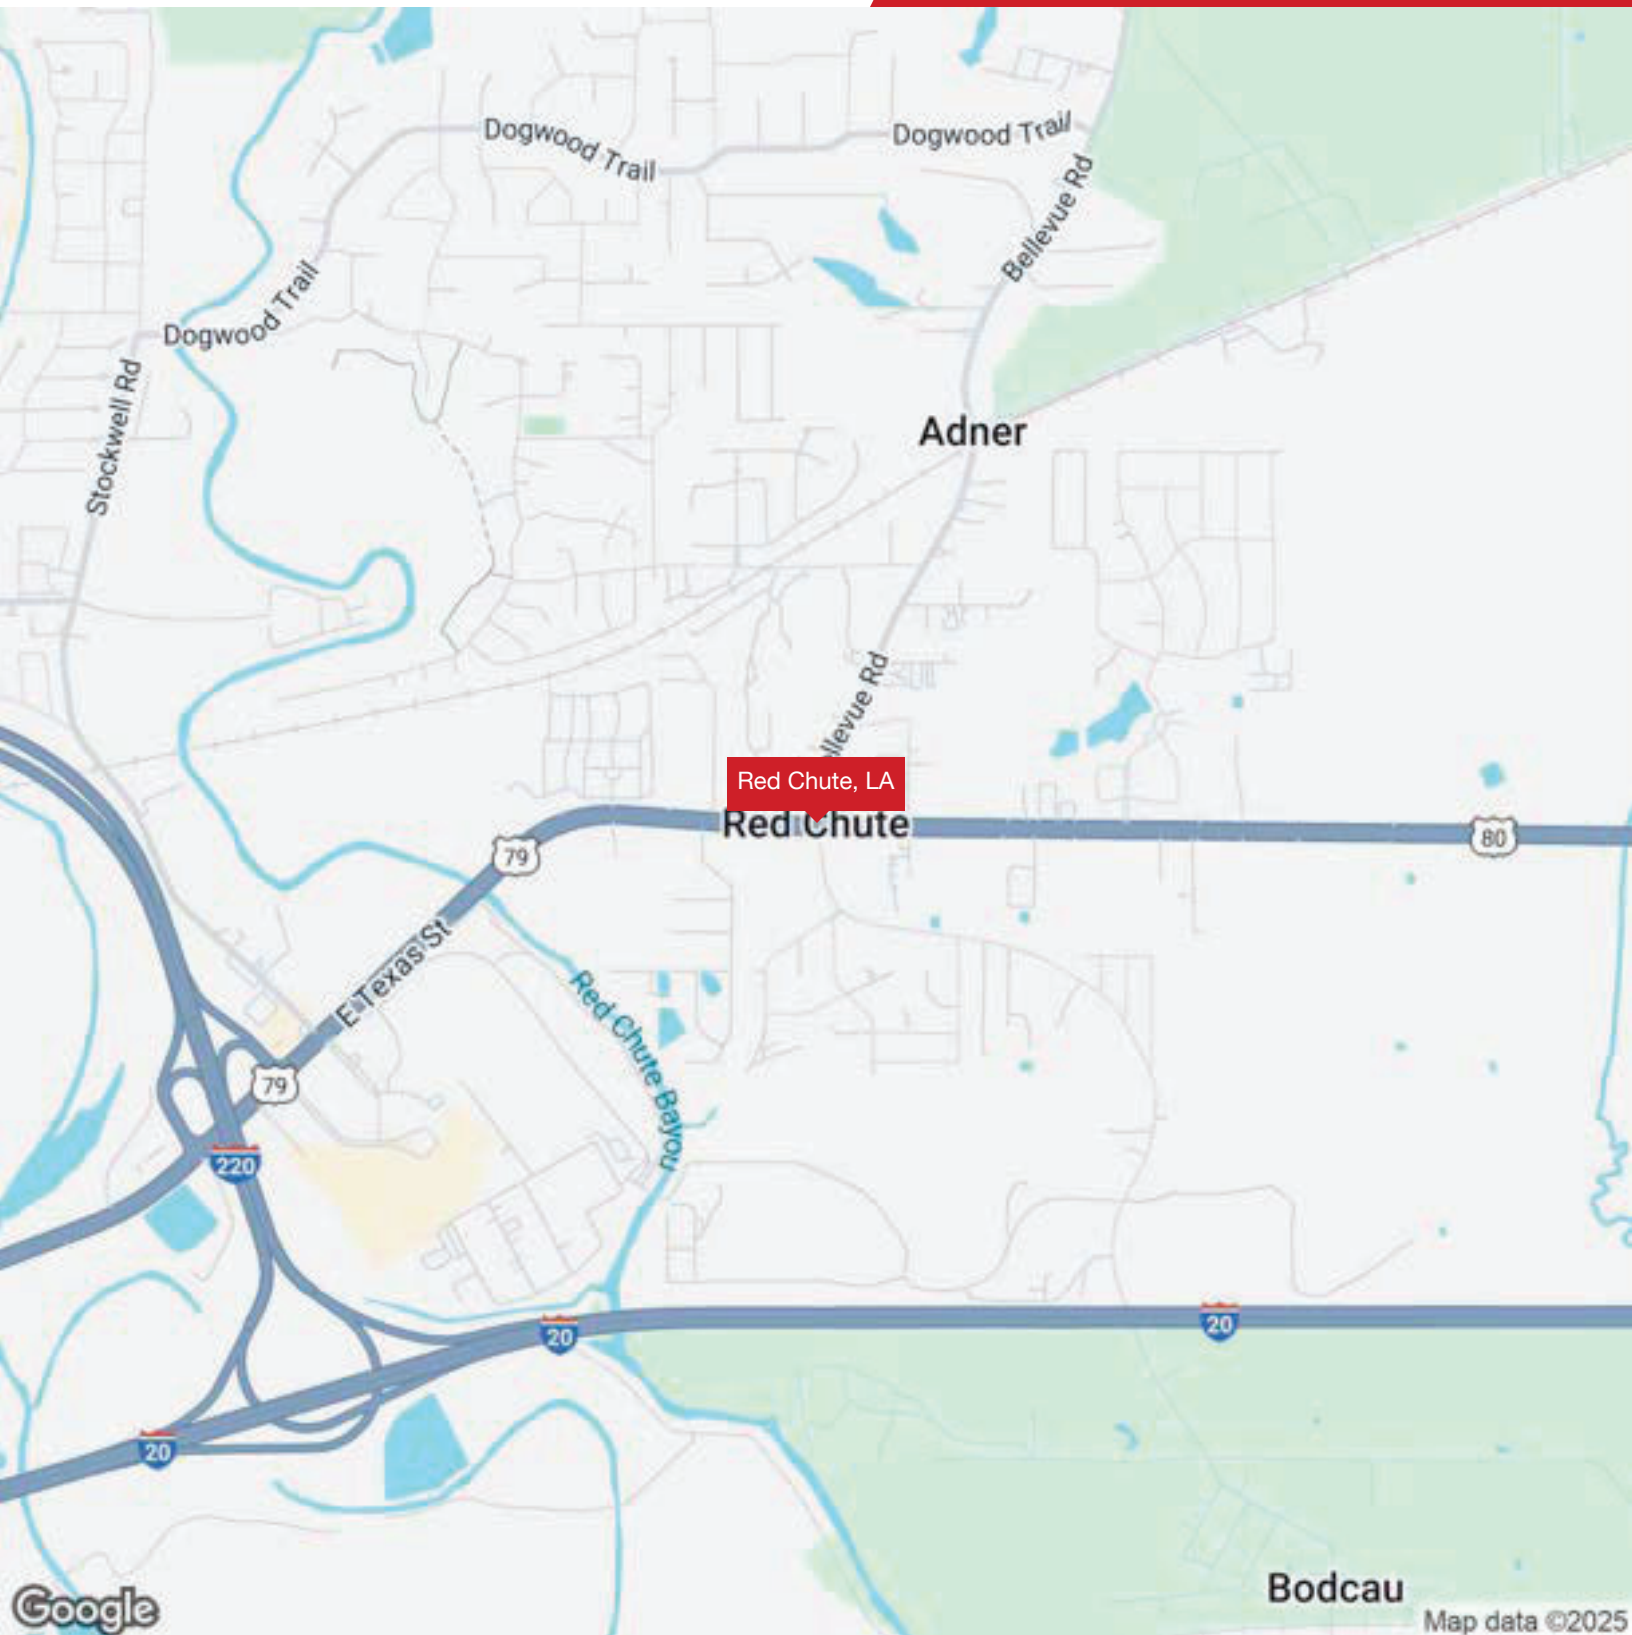 Dogwood Trail
Dogwood Trail
Bellevue Rd
Dogwood Trail
Stockwell Rd
Adner
ellevue Rd
Red Chute, LA
Red Chute
79
80
E Texas St
Red Chute Bayou
79
220
20
20
20
Bodcau
Google
Map data ©2025